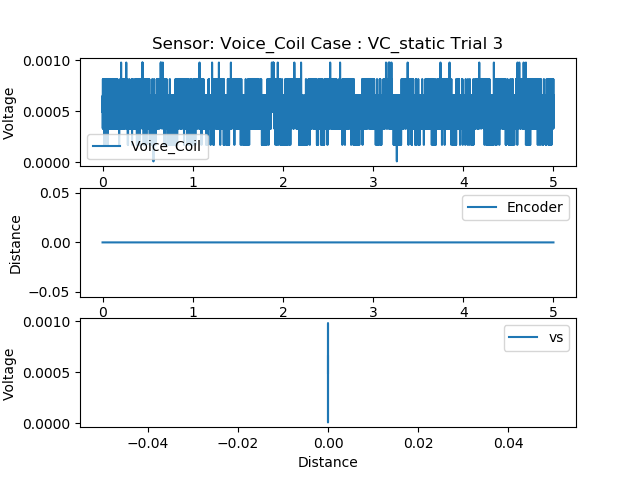 Sensor: Voice_Coil Case : VC_static Trial 3
0.0010
0.0005
0.0000
Voltage
Voice_Coil
0 1 2 3 4 5
0.05
0.00
−0.05
Distance
Encoder
0 1 2 3 4 5
0.0010
0.0005
0.0000
Voltage
vs
−0.04 −0.02 0.00 0.02 0.04
Distance